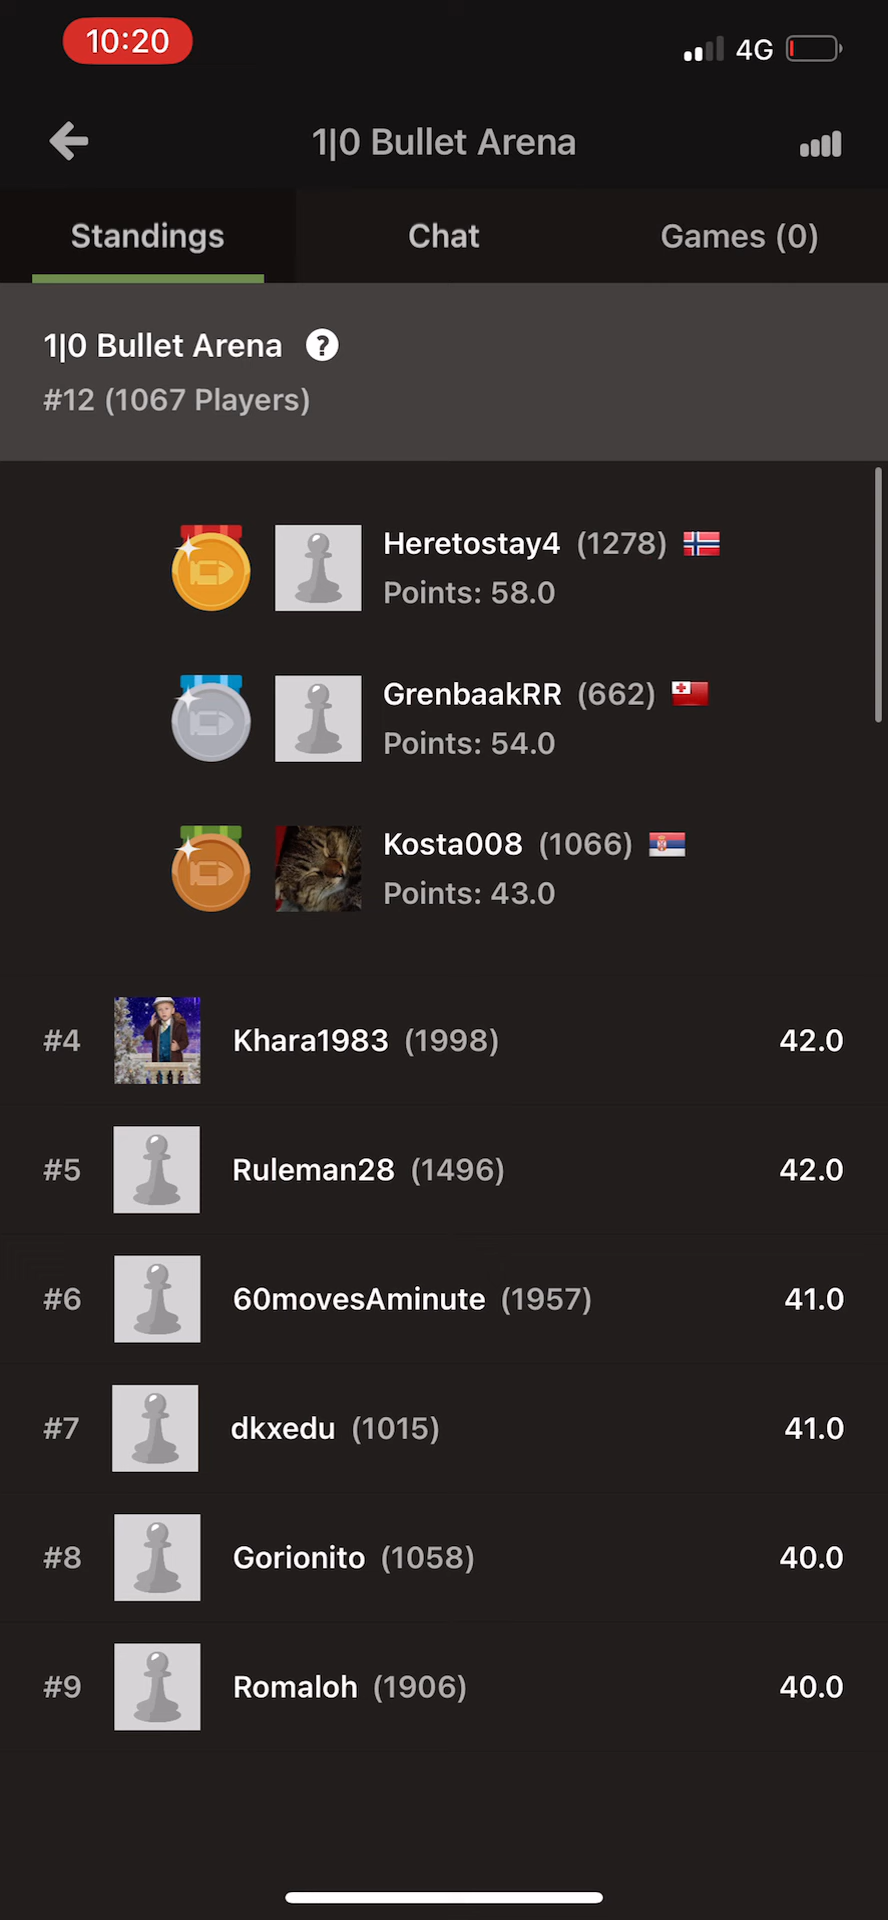 10:20
4G
1|0 Bullet Arena
Standings
Chat
Games (0)
1|0 Bullet Arena ?
#12 (1067 Players)
Heretostay4 (1278)
Points: 58.0
GrenbaakRR (662)
Points: 54.0
Kosta008 (1066)
Points: 43.0
#4 Khara1983 (1998) 42.0
#5 Ruleman28 (1496) 42.0
#6 60movesAminute (1957) 41.0
#7 dkxedu (1015) 41.0
#8 Gorionito (1058) 40.0
#9 Romaloh (1906) 40.0